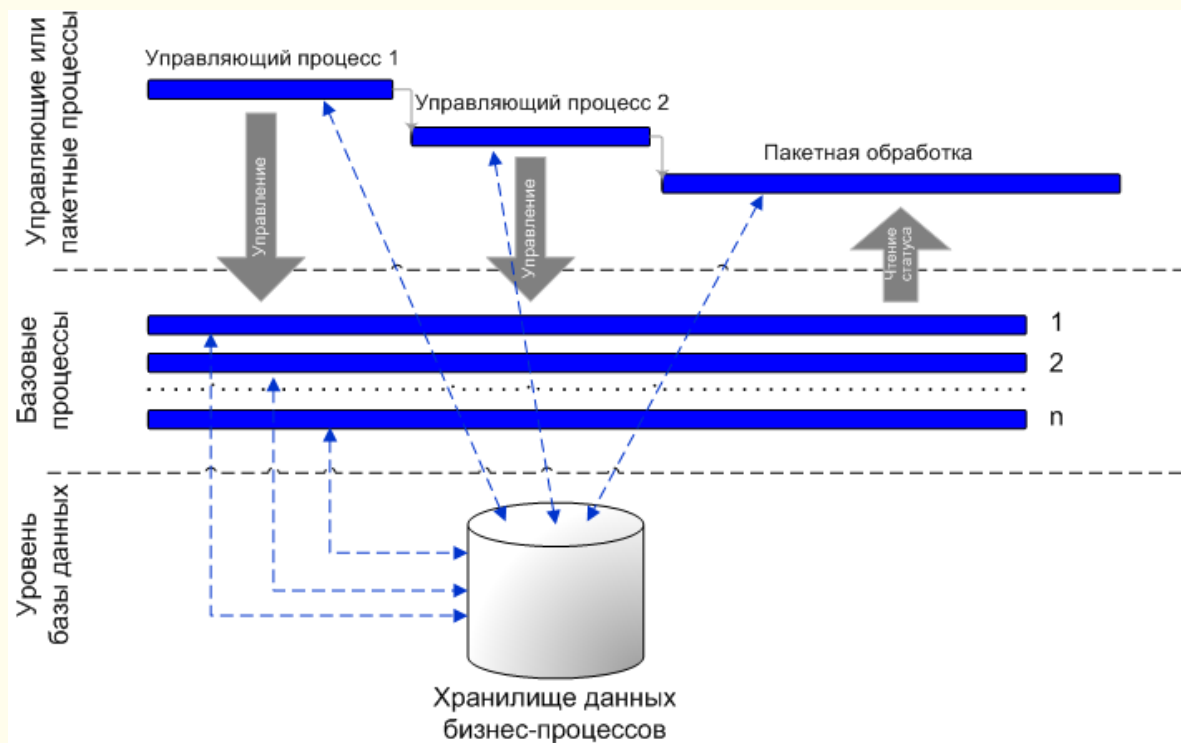 Управляющие или
пакетные процессы
Управляющий процесс 1
Управляющий процесс 2
Пакетная обработка
Управление
Управление
Чтение
статуса
Базовые
процессы
1
2
n
Уровень
базы данных
Хранилище данных
бизнес-процессов